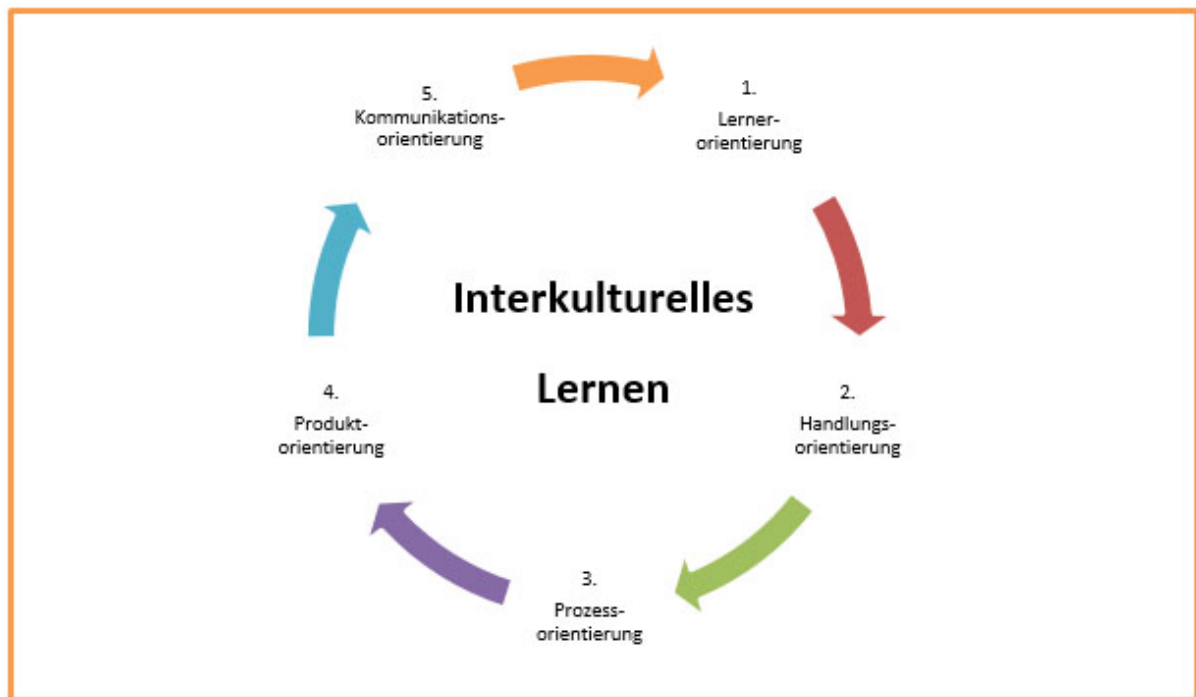 Interkulturelles
Lernen
1.
Lerner-
orientierung
2.
Handlungs-
orientierung
3.
Prozess-
orientierung
4.
Produkt-
orientierung
5.
Kommunikations-
orientierung